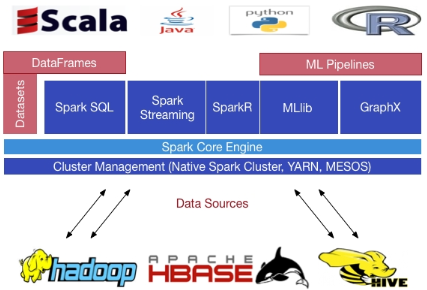 Scala
Java
python
R
DataFrames
ML Pipelines
Datasets
Spark SQL
Spark
Streaming
SparkR
MLlib
GraphX
Spark Core Engine
Cluster Management (Native Spark Cluster, YARN, MESOS)
Data Sources
hadoop
APACHE
HBASE
HIVE